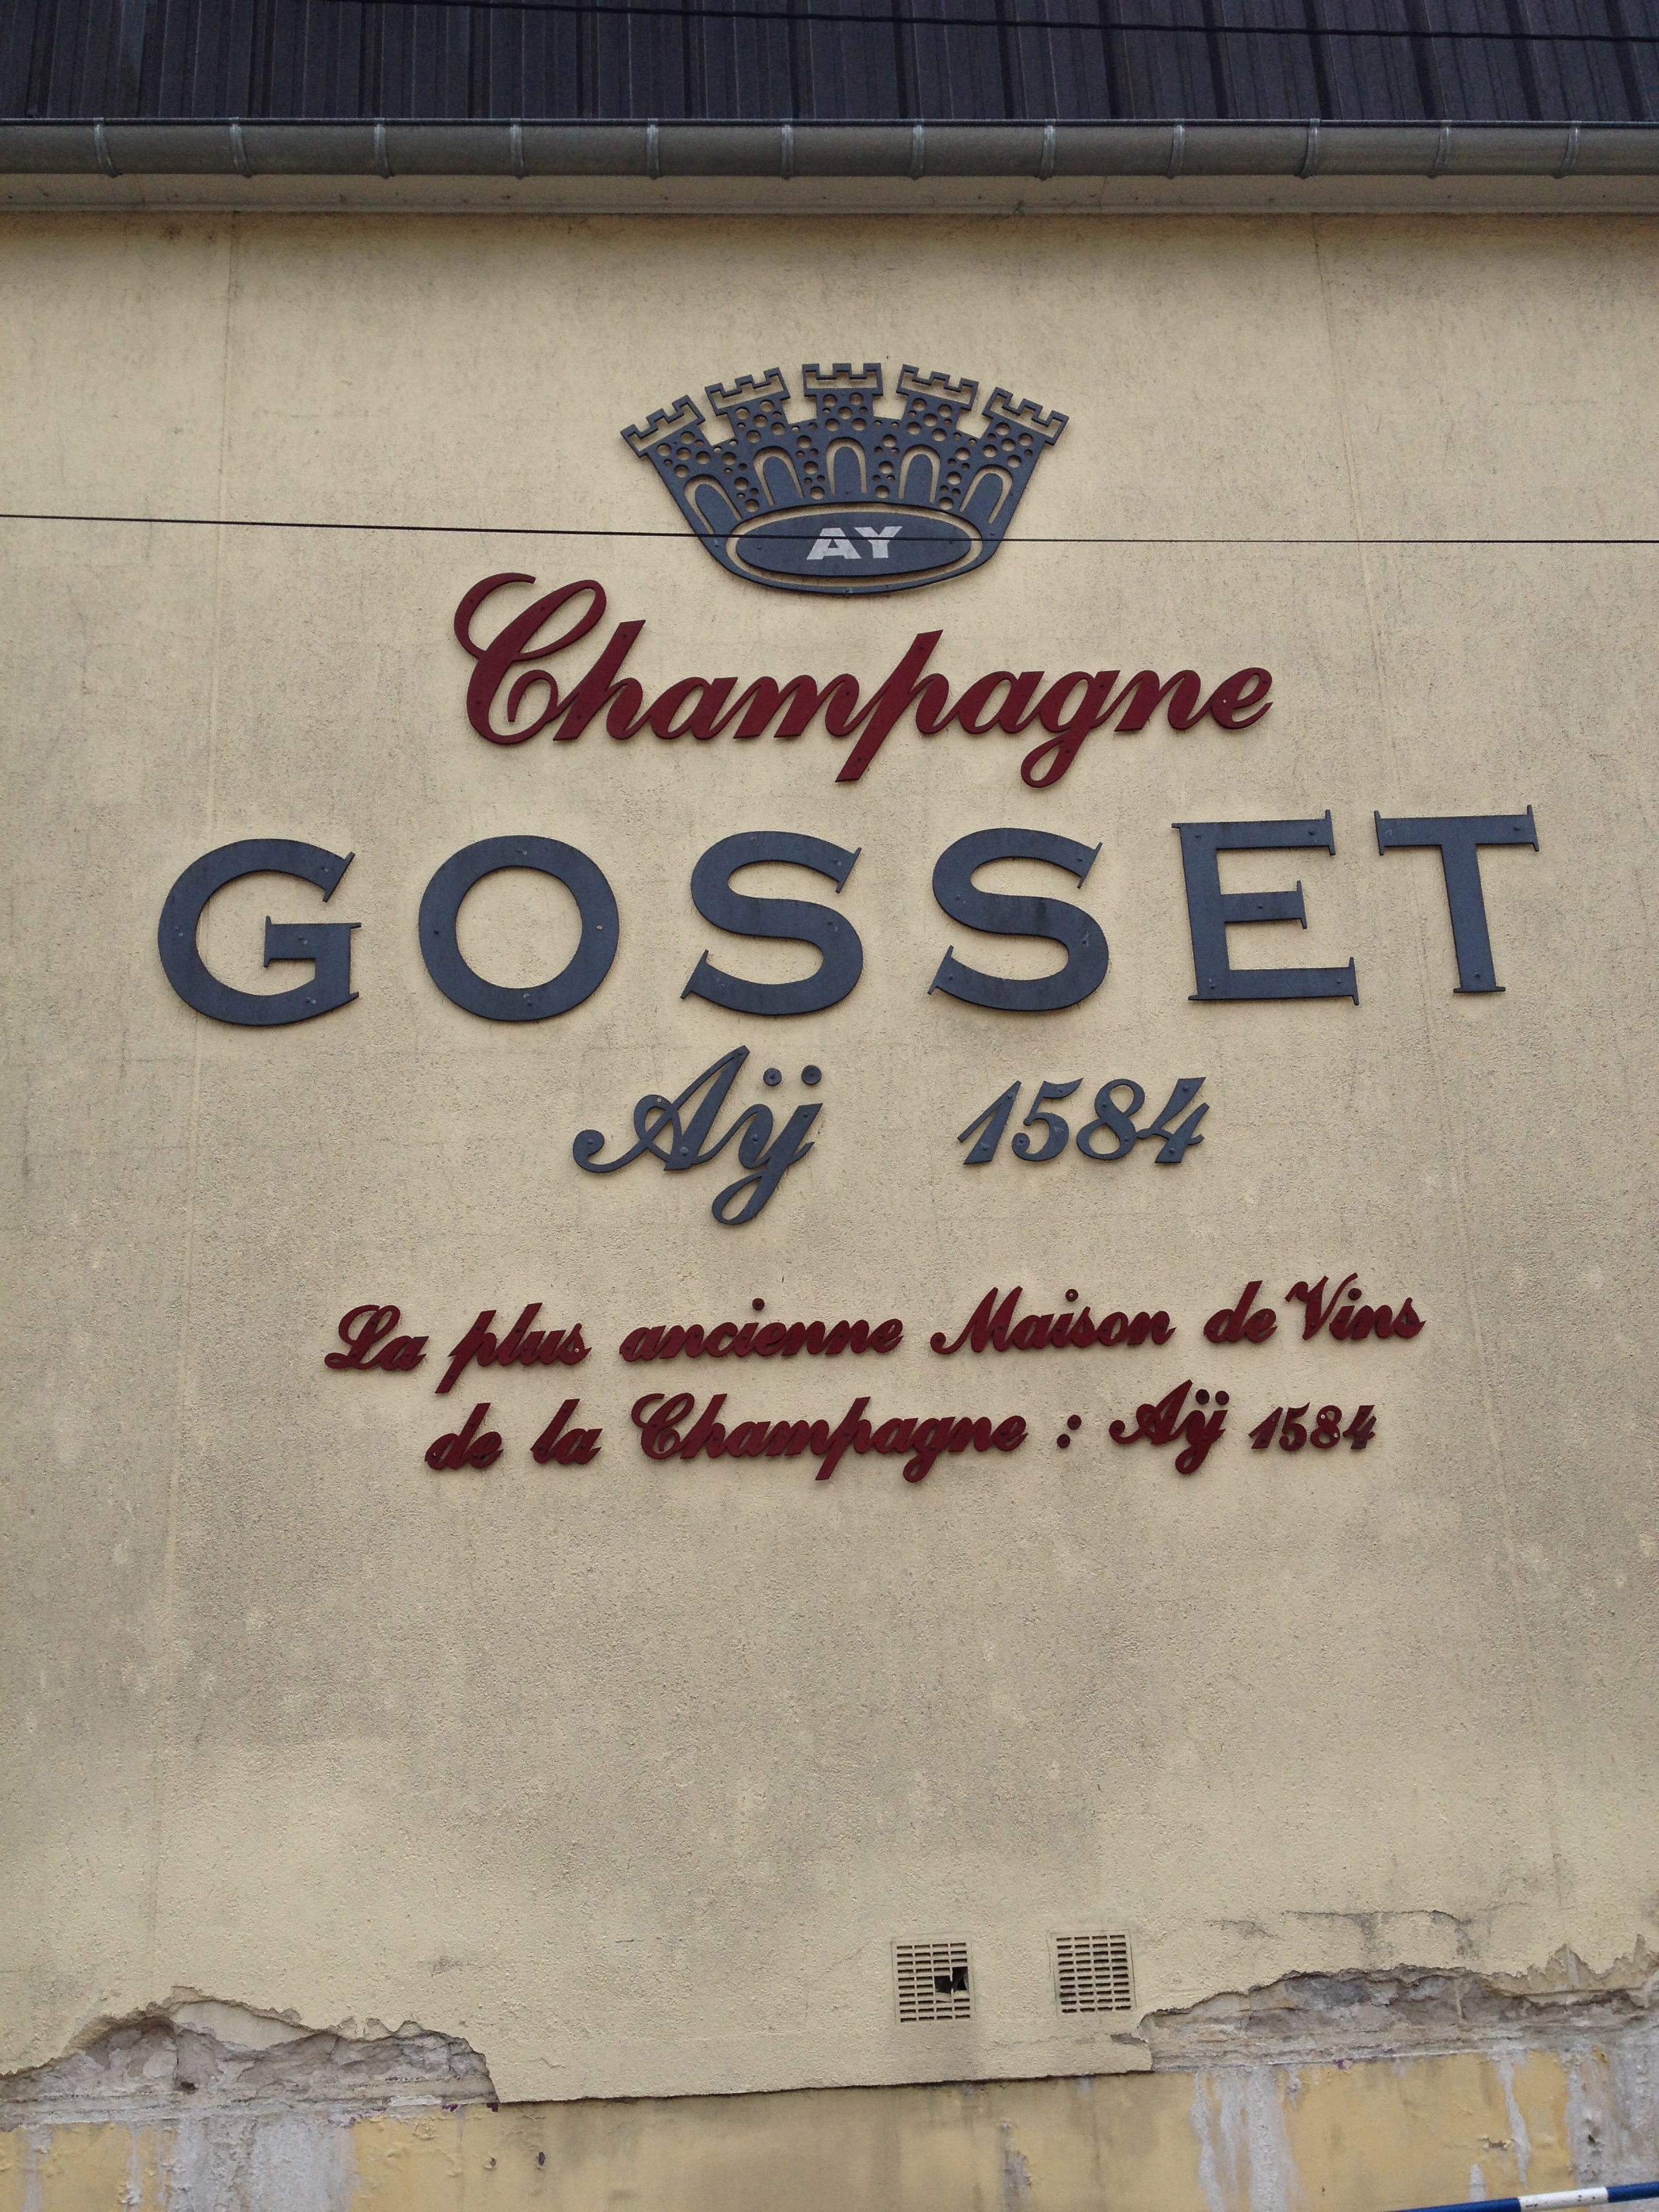 AY
Champagne
GOSSET
Aÿ 1584
La plus ancienne Maison de Vins
de la Champagne : Aÿ 1584